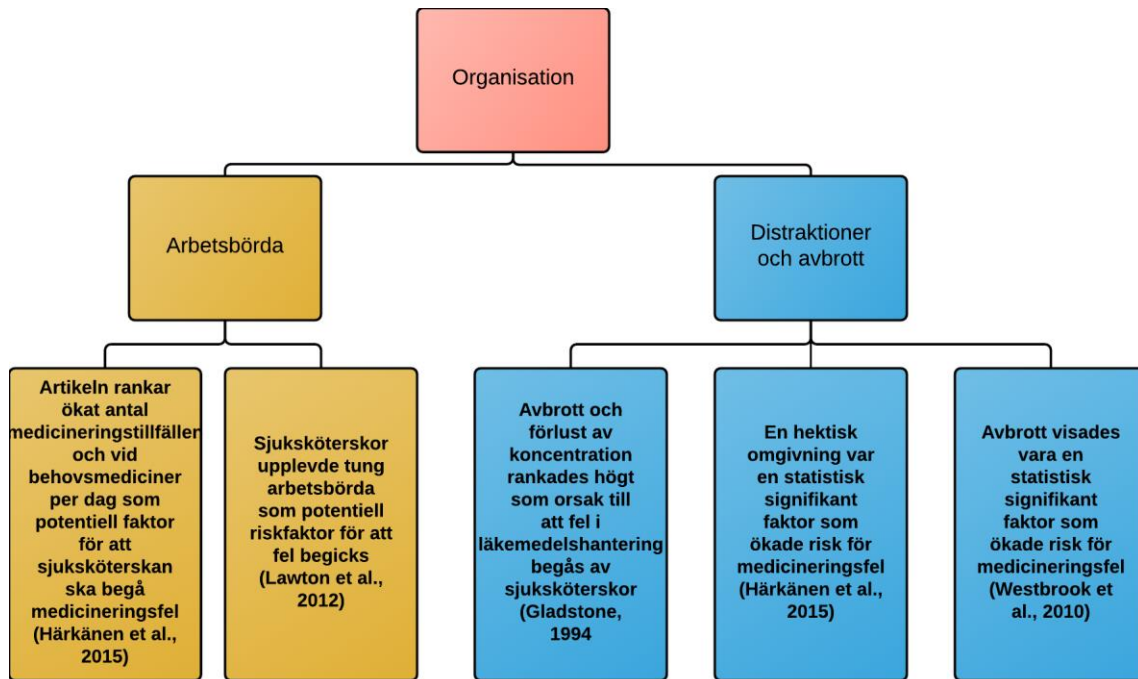 Organisation
Arbetsbörda
Distraktioner
och avbrott
Artikeln rankar
ökat antal
medicineringstillfällen
och vid
behovsmediciner
per dag som
potentiell faktor
för att
sjuksköterskan
ska begå
medicineringsfel
(Härkänen et al.,
2015)
Sjuksköterskor
upplevde tung
arbetsbörda
som potentiell
riskfaktor för att
fel begicks
(Lawton et al.,
2012)
Avbrott och
förlust av
koncentration
rankades högt
som orsak till
att fel i
läkemedelshantering
begås av
sjuksköterskor
(Gladstone,
1994
En hektisk
omgivning var
en statistisk
signifikant
faktor som
ökade risk för
medicineringsfel
(Härkänen et al.,
2015)
Avbrott visades
vara en
statistisk
signifikant
faktor som
ökade risk för
medicineringsfel
(Westbrook et
al., 2010)